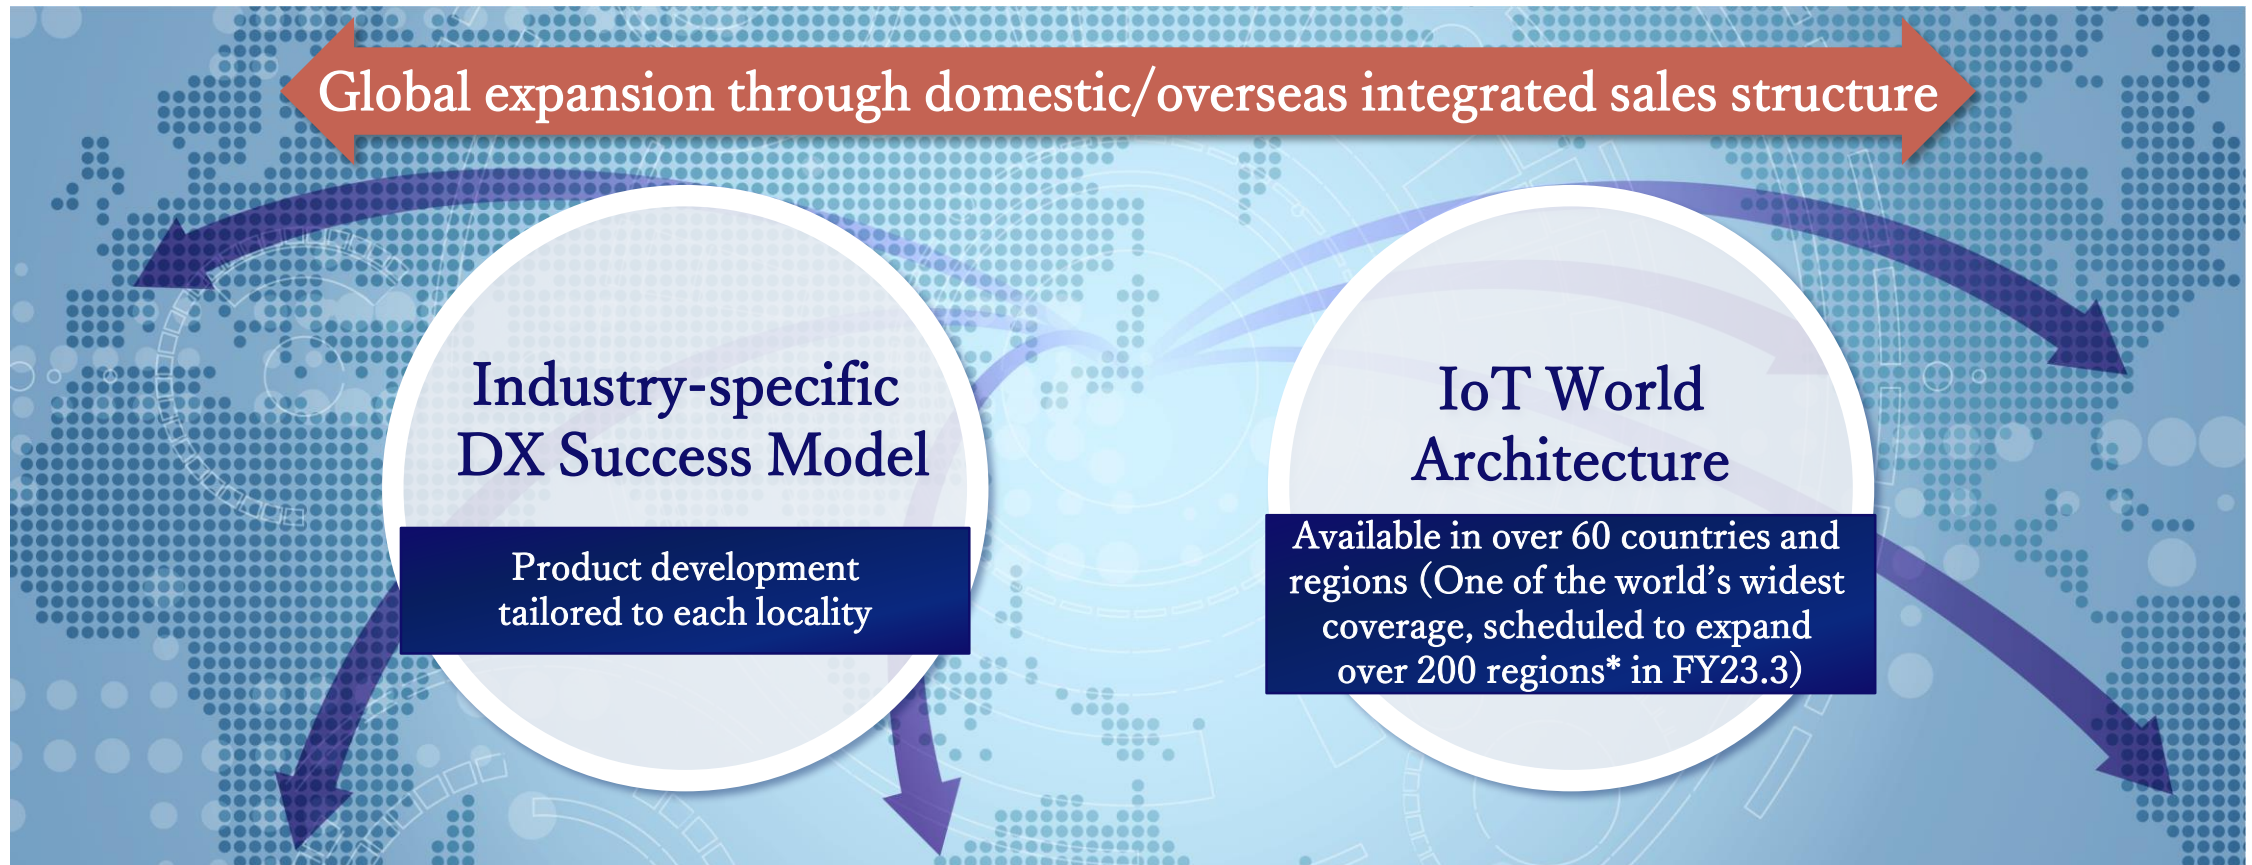 Global expansion through domestic/overseas integrated sales structure
Industry-specific
DX Success Model
Product development
tailored to each locality
IoT World
Architecture
Available in over 60 countries and
regions (One of the world’s widest
coverage, scheduled to expand
over 200 regions* in FY23.3)